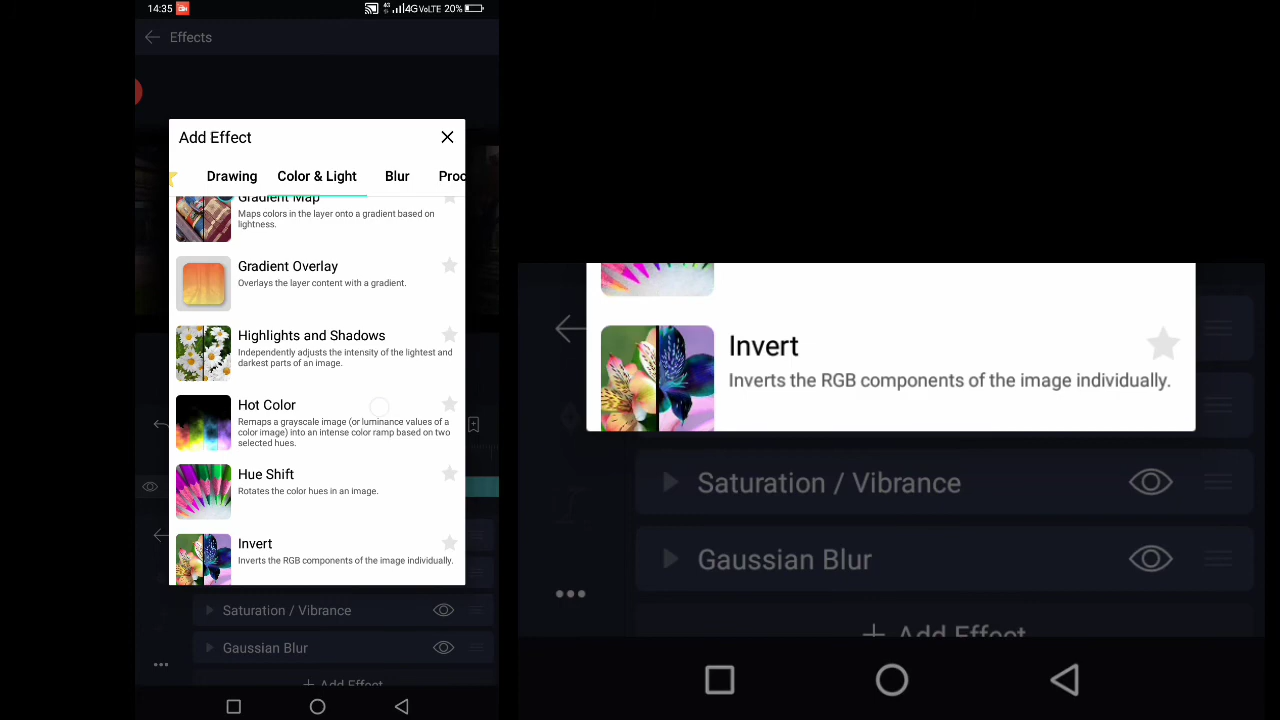 14:35
4G 4G VoLTE 20%
Effects
Add Effect
Drawing Color & Light Blur
Gradient Map
Maps colors in the layer onto a gradient based on
lightness.
Gradient Overlay
Overlays the layer content with a gradient.
Highlights and Shadows
Independently adjusts the intensity of the lightest and
darkest parts of an image.
Hot Color
Remaps a grayscale image (or luminance values of a
color image) into an intense color ramp based on two
selected hues.
Hue Shift
Rotates the color hues in an image.
Invert
Inverts the RGB components of the image individually.
Saturation / Vibrance
Gaussian Blur
+ Add Effect
Invert
Inverts the RGB components of the image individually.
Saturation / Vibrance
Gaussian Blur
+ Add Effect